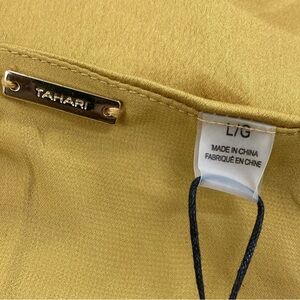 TAHARI
L/G
MADE IN CHINA
FABRIQUÉ EN CHINE